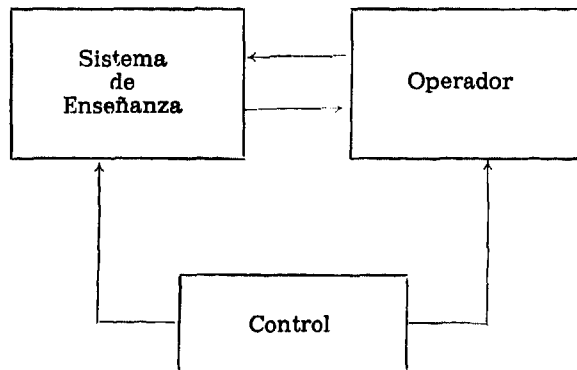 Sistema
de
Enseñanza
Operador
Control